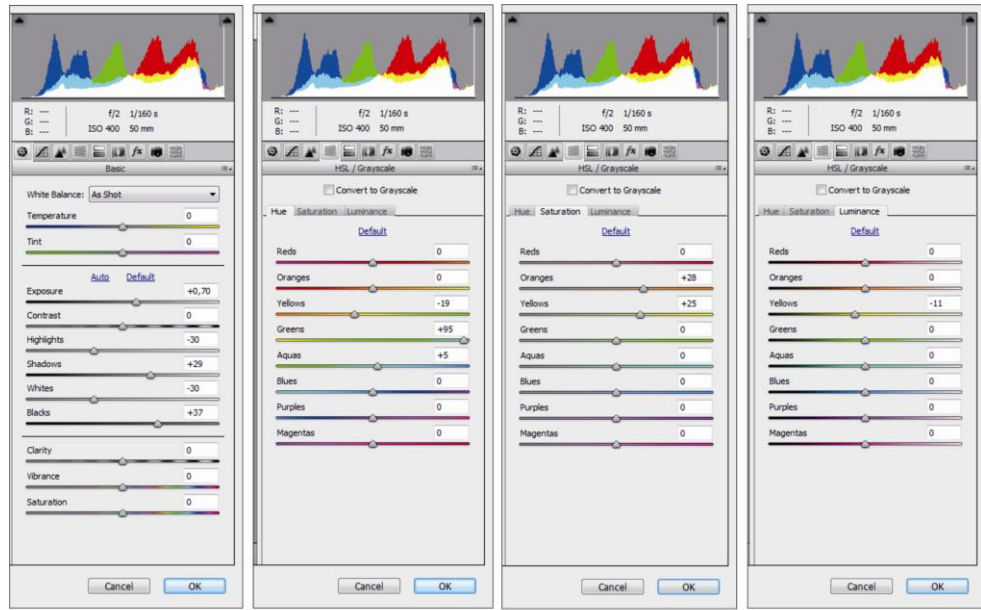 R: ---
G: ---
B: ---
f/2 1/160 s
ISO 400 50 mm
fx
Basic
White Balance: As Shot
Temperature 0
Tint 0
Auto Default
Exposure +0,70
Contrast 0
Highlights -30
Shadows +29
Whites -30
Blacks +37
Clarity 0
Vibrance 0
Saturation 0
Cancel OK
R: ---
G: ---
B: ---
f/2 1/160 s
ISO 400 50 mm
fx
HSL / Grayscale
Convert to Grayscale
Hue Saturation Luminance
Default
Reds 0
Oranges 0
Yellows -19
Greens +95
Aquas +5
Blues 0
Purples 0
Magentas 0
Cancel OK
R: ---
G: ---
B: ---
f/2 1/160 s
ISO 400 50 mm
fx
HSL / Grayscale
Convert to Grayscale
Hue Saturation Luminance
Default
Reds 0
Oranges +28
Yellows +25
Greens 0
Aquas 0
Blues 0
Purples 0
Magentas 0
Cancel OK
R: ---
G: ---
B: ---
f/2 1/160 s
ISO 400 50 mm
fx
HSL / Grayscale
Convert to Grayscale
Hue Saturation Luminance
Default
Reds 0
Oranges 0
Yellows -11
Greens 0
Aquas 0
Blues 0
Purples 0
Magentas 0
Cancel OK